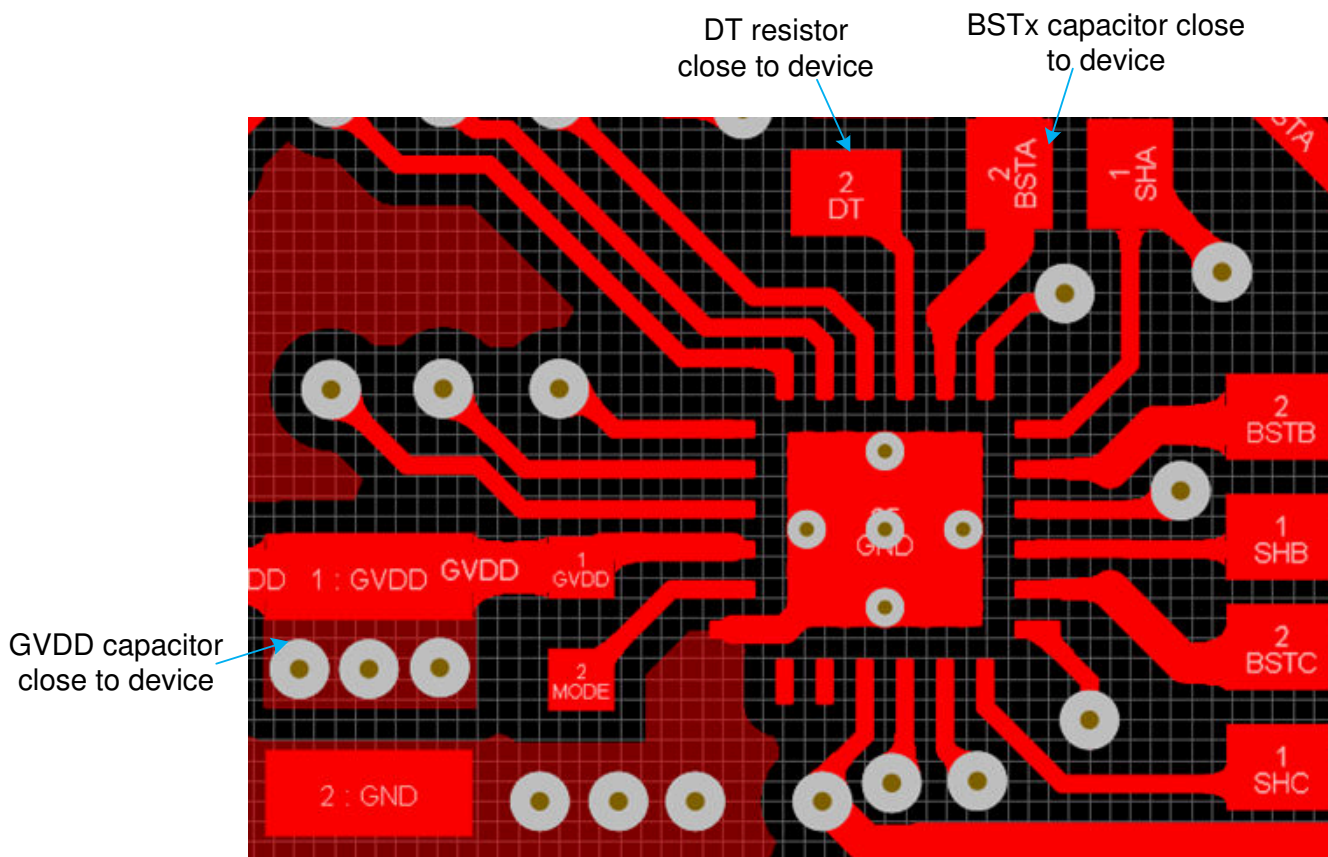 DT resistor
close to device
BSTx capacitor close
to device
STA
2
DT
2
BSTA
1
SHA
2
BSTB
GND
1
SHB
DD
1 : GVDD
GVDD
1
GVDD
GVDD capacitor
close to device
2
MODE
2
BSTC
2 : GND
1
SHC